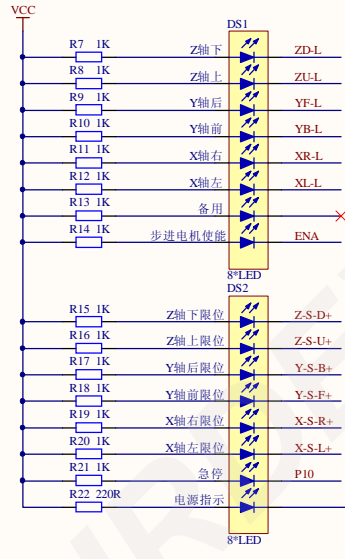 VCC
DS1
R7 1K Z轴下 ZD-L
R8 1K Z轴上 ZU-L
R9 1K Y轴后 YF-L
R10 1K Y轴前 YB-L
R11 1K X轴右 XR-L
R12 1K X轴左 XL-L
R13 1K 备用
R14 1K 步进电机使能 ENA
8*LED
DS2
R15 1K Z轴下限位 Z-S-D+
R16 1K Z轴上限位 Z-S-U+
R17 1K Y轴后限位 Y-S-B+
R18 1K Y轴前限位 Y-S-F+
R19 1K X轴右限位 X-S-R+
R20 1K X轴左限位 X-S-L+
R21 1K 急停 P10
R22 220R 电源指示
8*LED